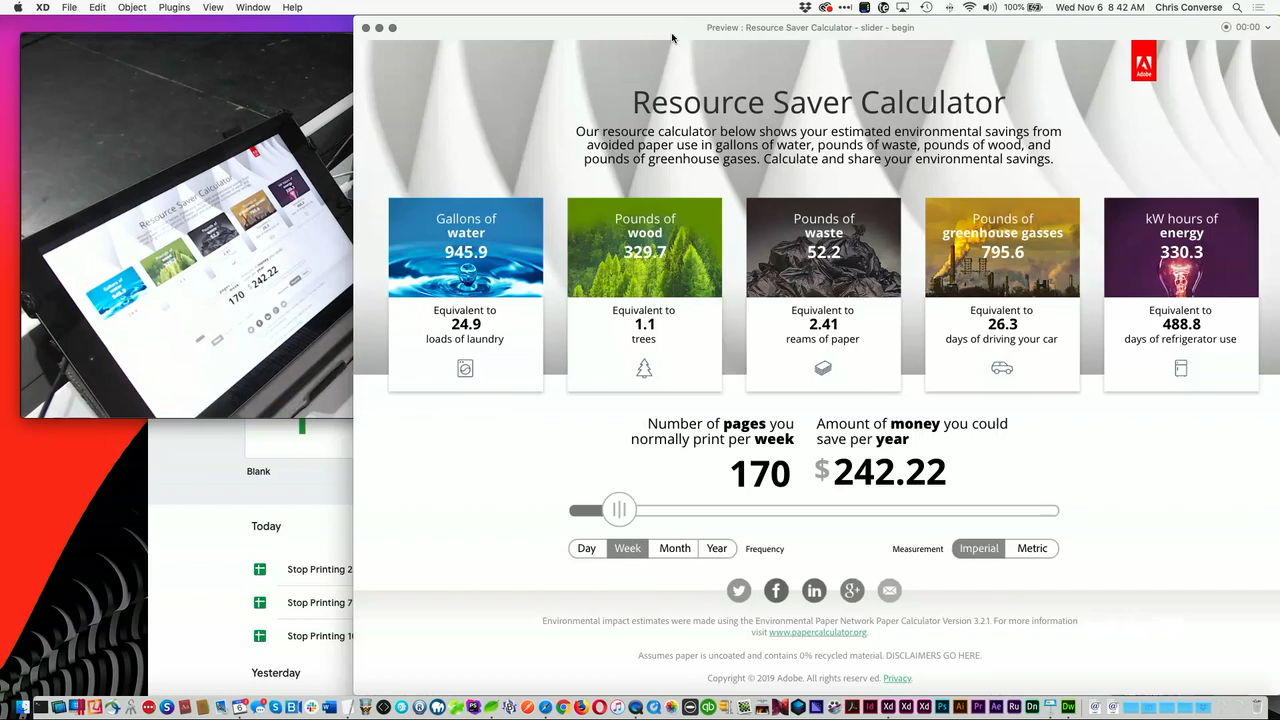 XD File Edit Object Plugins View Window Help
100% Wed Nov 6 8 42 AM Chris Converse
Preview : Resource Saver Calculator - slider - begin
00:00
Adobe
Resource Saver Calculator
Our resource calculator below shows your estimated environmental savings from
avoided paper use in gallons of water, pounds of waste, pounds of wood, and
pounds of greenhouse gases. Calculate and share your environmental savings.
Gallons of
water
945.9
Equivalent to
24.9
loads of laundry
Pounds of
wood
329.7
Equivalent to
1.1
trees
Pounds of
waste
52.2
Equivalent to
2.41
reams of paper
Pounds of
greenhouse gasses
795.6
Equivalent to
26.3
days of driving your car
kW hours of
energy
330.3
Equivalent to
488.8
days of refrigerator use
Resource Saver Calculator
170 $242.22
Number of pages you
normally print per week
170
Amount of money you could
save per year
$242.22
Day Week Month Year Frequency
Measurement Imperial Metric
Environmental impact estimates were made using the Environmental Paper Network Paper Calculator Version 3.2.1. For more information
visit www.papercalculator.org.
Assumes paper is uncoated and contains 0% recycled material. DISCLAIMERS GO HERE.
Copyright © 2019 Adobe. All rights reserv ed. Privacy.
Blank
Today
Stop Printing 2
Stop Printing 7
Stop Printing 1
Yesterday